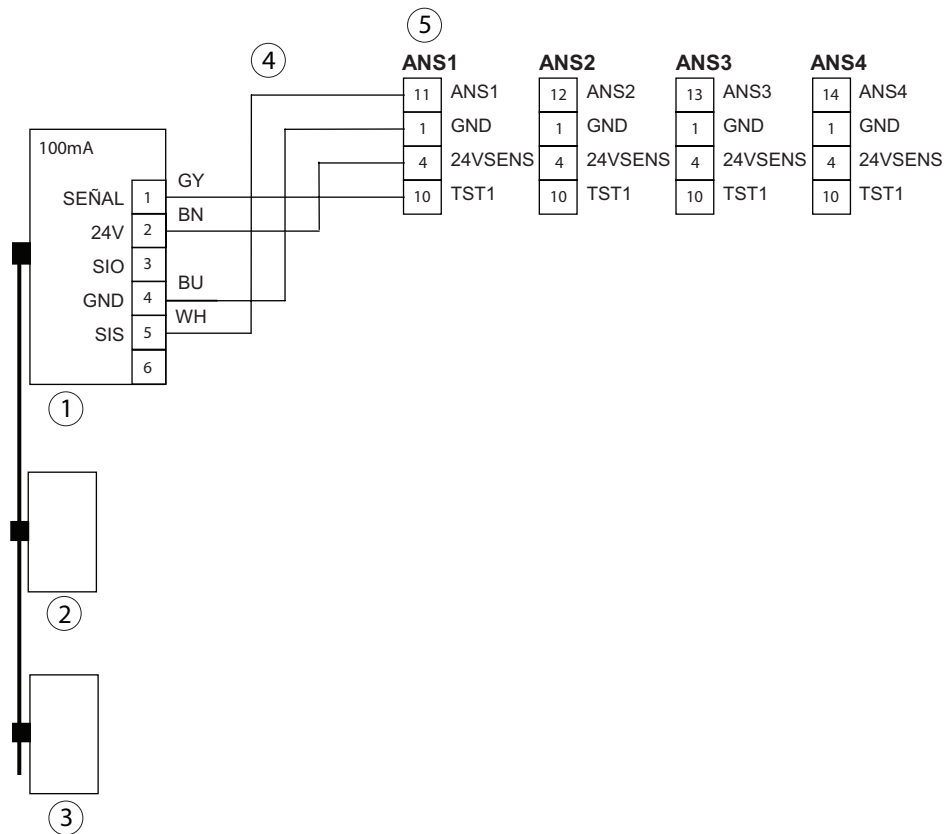 5
4
ANS1 ANS2 ANS3 ANS4
11 ANS1 12 ANS2 13 ANS3 14 ANS4
1 GND 1 GND 1 GND 1 GND
100mA
4 24VSENS 4 24VSENS 4 24VSENS 4 24VSENS
GY
SEÑAL 1 10 TST1 10 TST1 10 TST1 10 TST1
BN
24V 2
SIO 3
BU
GND 4
WH
SIS 5
6
1
2
3